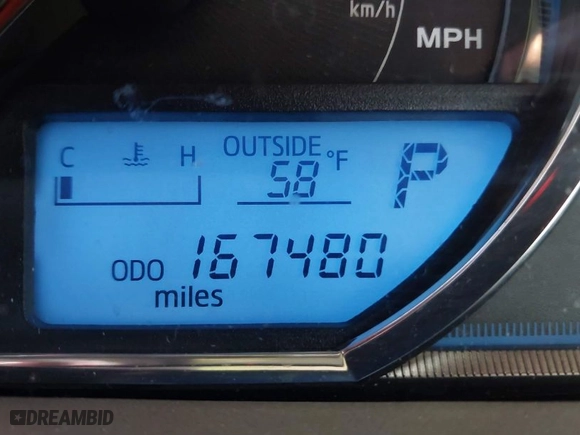 km/h
MPH
C H OUTSIDE 58 °F P
ODO 167480
miles
DREAMBID